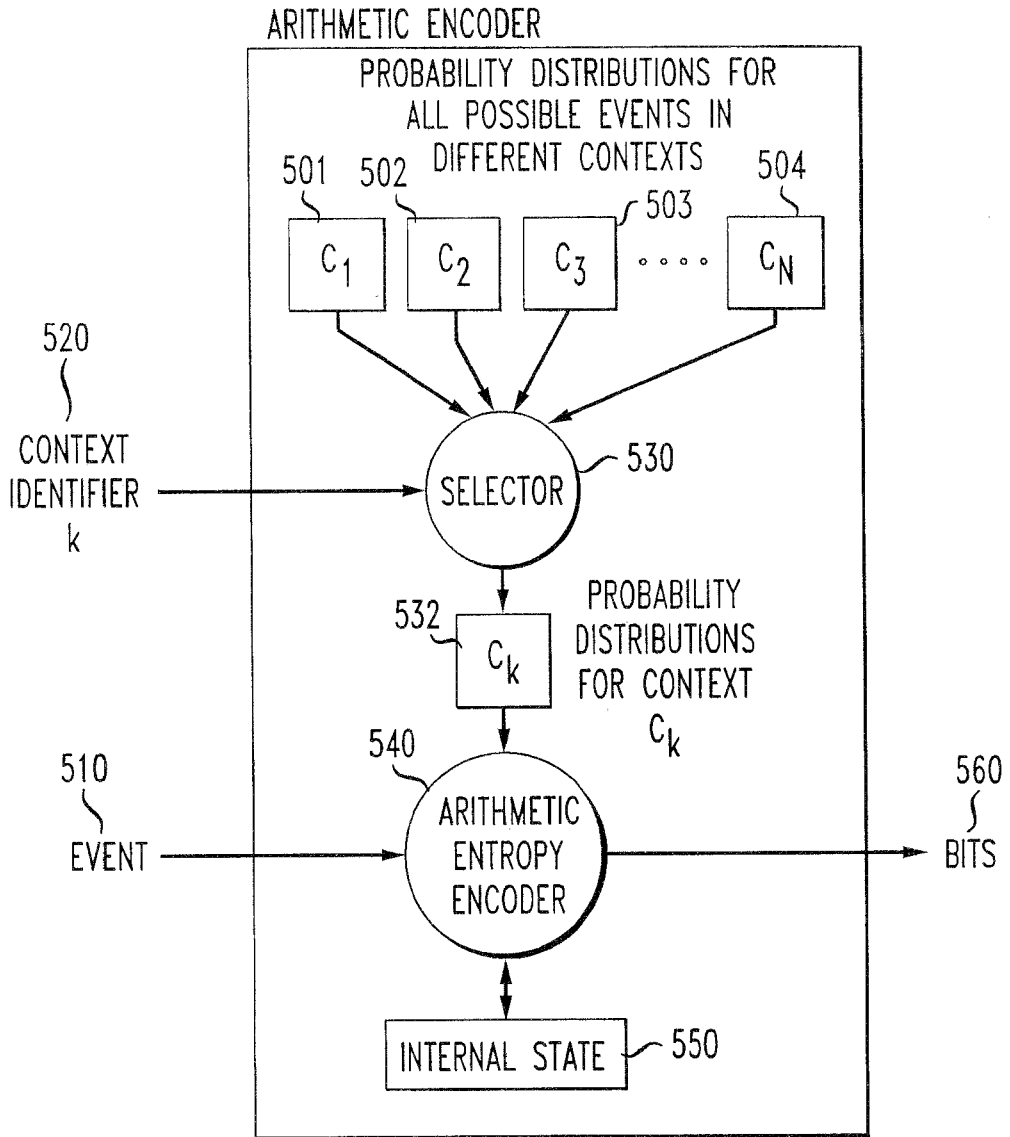 ARITHMETIC ENCODER
PROBABILITY DISTRIBUTIONS FOR
ALL POSSIBLE EVENTS IN
DIFFERENT CONTEXTS
501
502
503
504
C1
C2
C3
CN
520
CONTEXT
IDENTIFIER
k
SELECTOR
530
532
Ck
PROBABILITY
DISTRIBUTIONS
FOR CONTEXT
Ck
540
510
EVENT
ARITHMETIC
ENTROPY
ENCODER
560
BITS
INTERNAL STATE
550